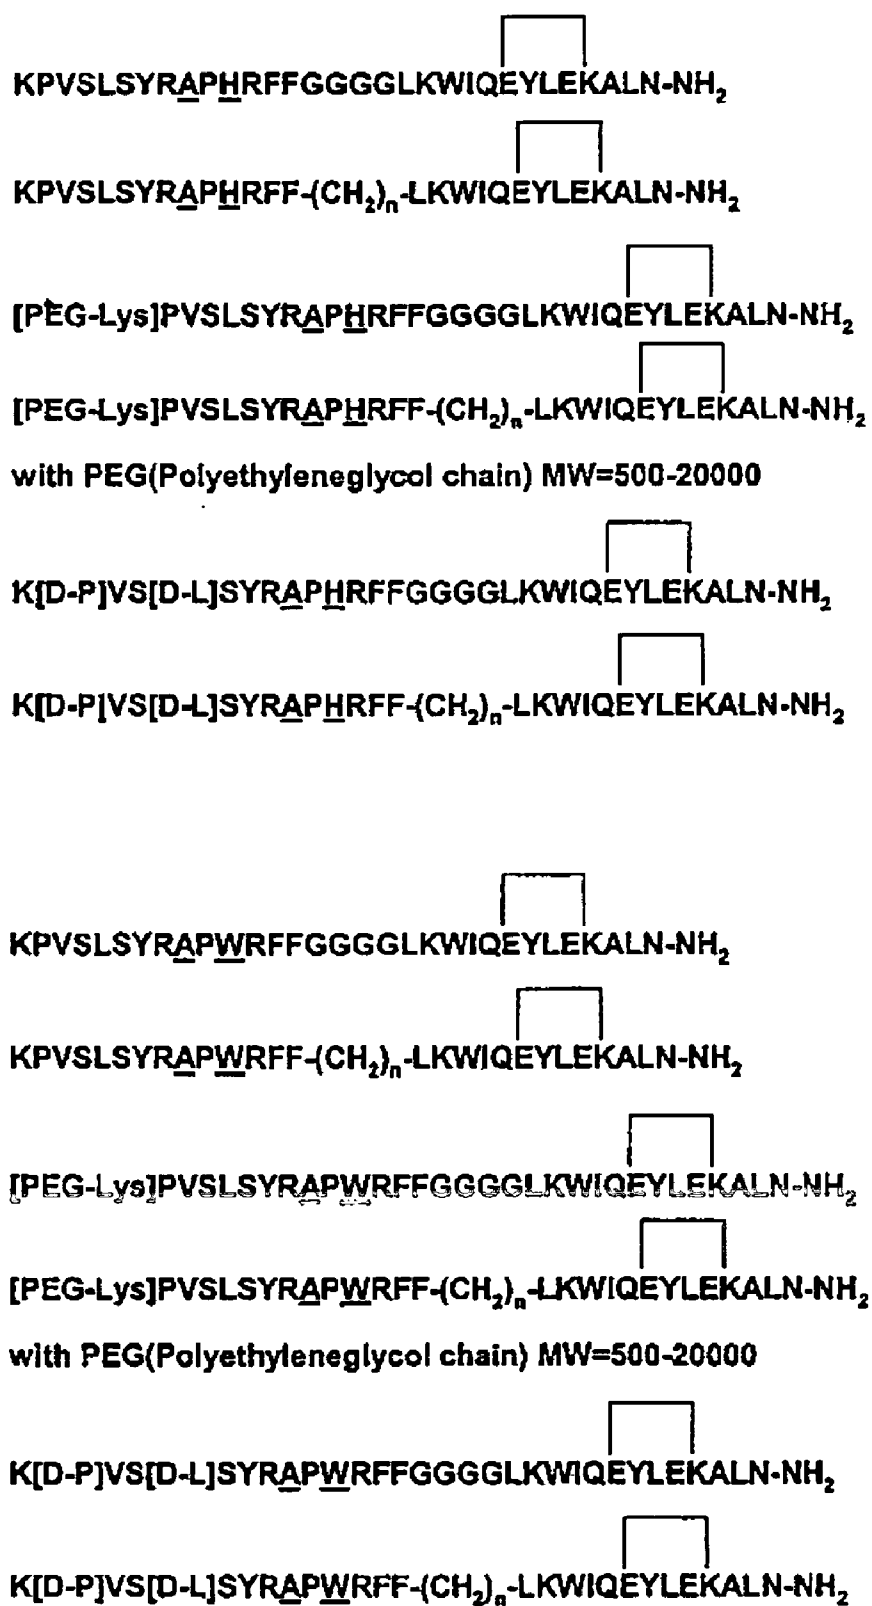 KPVSLSYRAPHRFFGGGGLKWIQEYLEKALN-NH₂
KPVSLSYRAPHRFF-(CH₂)ₙ-LKWIQEYLEKALN-NH₂
[PEG-Lys]PVSLSYRAPHRFFGGGGLKWIQEYLEKALN-NH₂
[PEG-Lys]PVSLSYRAPHRFF-(CH₂)ₙ-LKWIQEYLEKALN-NH₂
with PEG(Polyethyleneglycol chain) MW=500-20000
K[D-P]VS[D-L]SYRAPHRFFGGGGLKWIQEYLEKALN-NH₂
K[D-P]VS[D-L]SYRAPHRFF-(CH₂)ₙ-LKWIQEYLEKALN-NH₂
KPVSLSYRAPWRFFGGGGLKWIQEYLEKALN-NH₂
KPVSLSYRAPWRFF-(CH₂)ₙ-LKWIQEYLEKALN-NH₂
[PEG-Lys]PVSLSYRAPWRFFGGGGLKWIQEYLEKALN-NH₂
[PEG-Lys]PVSLSYRAPWRFF-(CH₂)ₙ-LKWIQEYLEKALN-NH₂
with PEG(Polyethyleneglycol chain) MW=500-20000
K[D-P]VS[D-L]SYRAPWRFFGGGGLKWIQEYLEKALN-NH₂
K[D-P]VS[D-L]SYRAPWRFF-(CH₂)ₙ-LKWIQEYLEKALN-NH₂